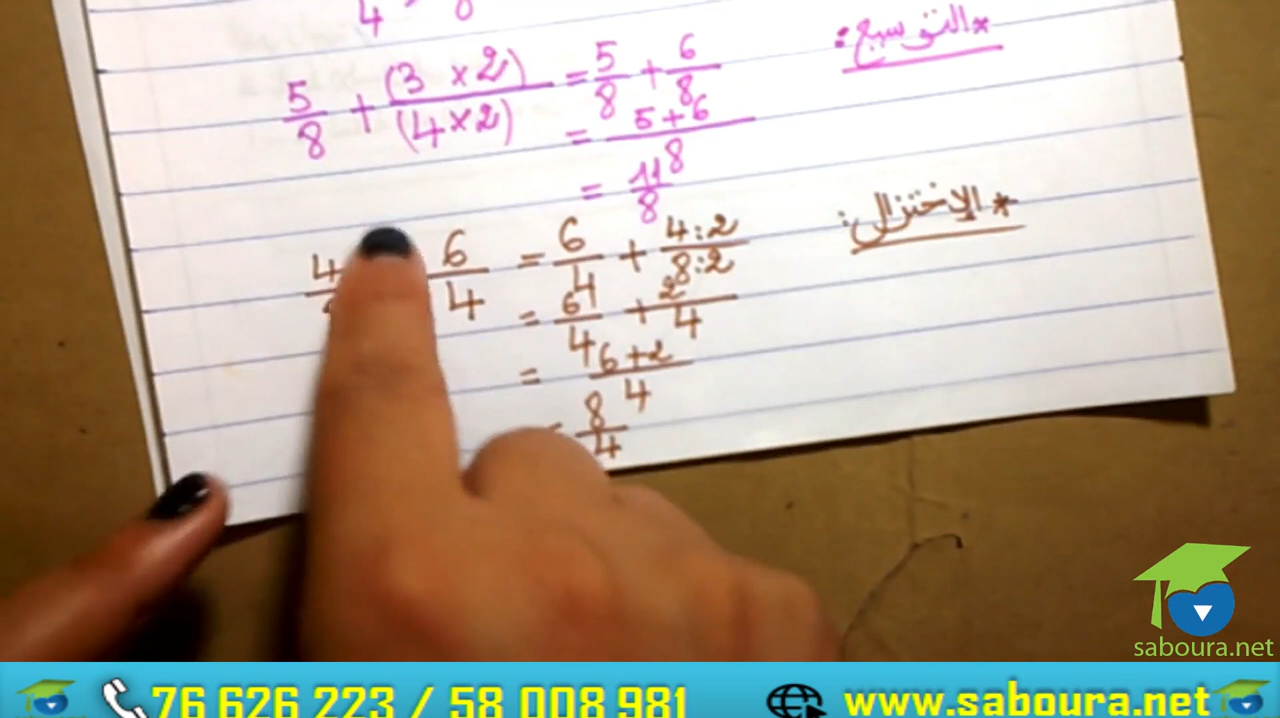 * التوسيع:
5/8 + (3 × 2)/(4 × 2) = 5/8 + 6/8
= 5+6/8
= 11/8
* الإختزال:
4 6/4 = 6/4 + 4:2/8:2
= 6/4 + 2/4
= 6+2/4
= 8/4
saboura.net
76 626 223 / 58 008 981 www.saboura.net